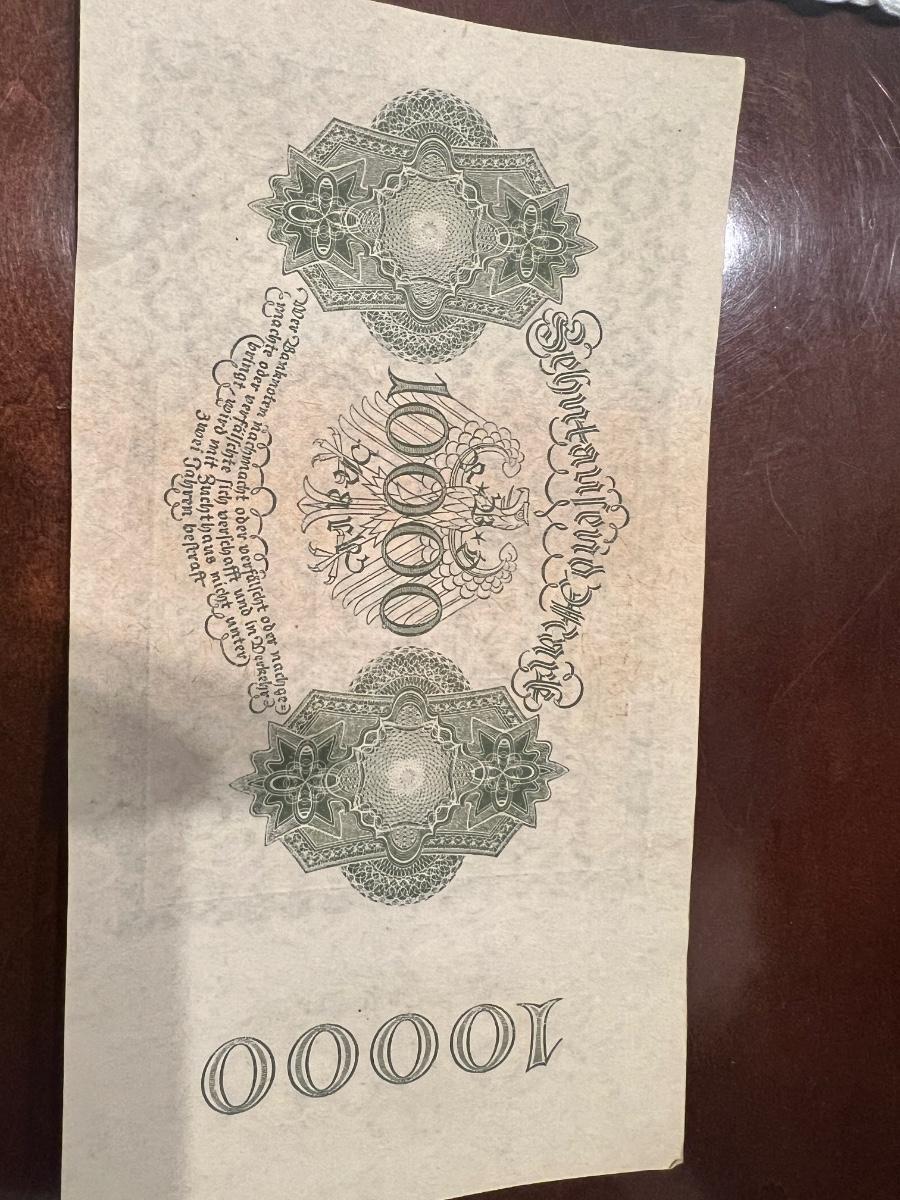 Zehntausend Mark
10000
Mark
Wer Banknoten nachmacht oder verfälscht oder nachge=
machte oder verfälschte sich verschafft und in Verkehr
bringt, wird mit Zuchthaus nicht unter
zwei Jahren bestraft
10000